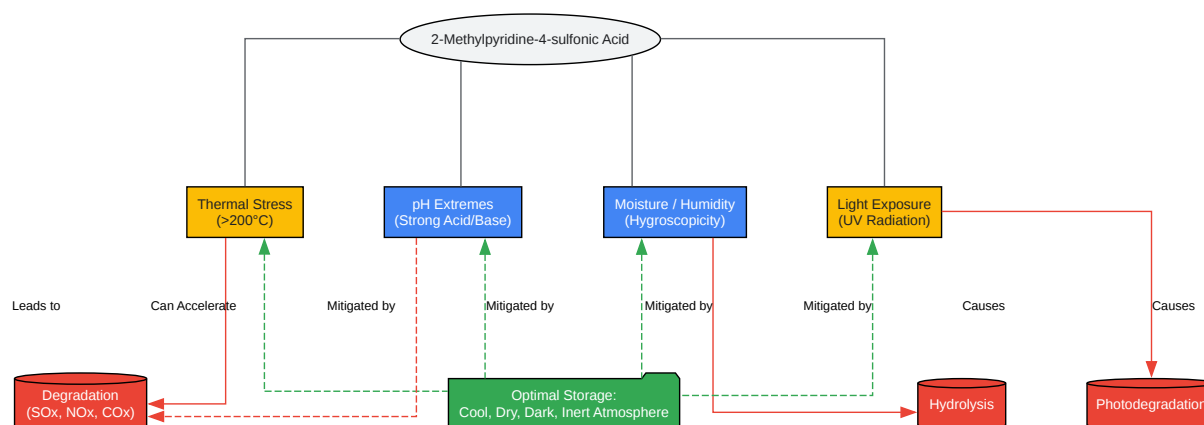 2-Methylpyridine-4-sulfonic Acid
Thermal Stress
(>200°C)
pH Extremes
(Strong Acid/Base)
Moisture / Humidity
(Hygroscopicity)
Light Exposure
(UV Radiation)
Leads to
Can Accelerate
Mitigated by
Mitigated by
Mitigated by
Mitigated by
Causes
Causes
Degradation
(SOx, NOx, COx)
Optimal Storage:
Cool, Dry, Dark, Inert Atmosphere
Hydrolysis
Photodegradation